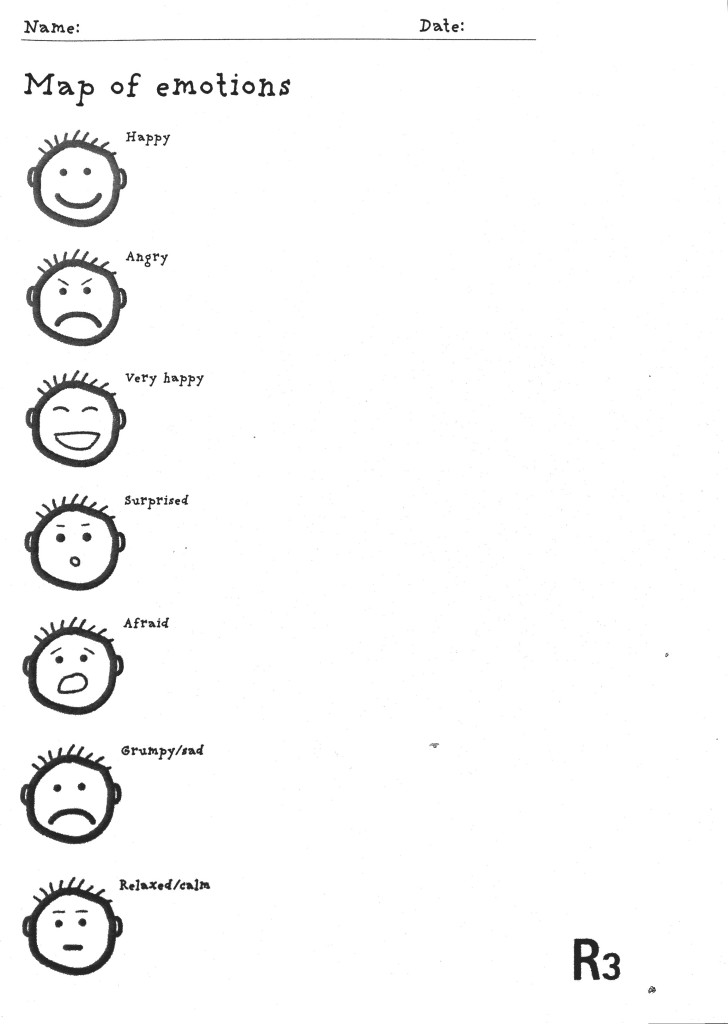 Name: Date:
Map of emotions
Happy
Angry
Very happy
Surprised
Afraid
Grumpy/sad
Relaxed/calm
R3